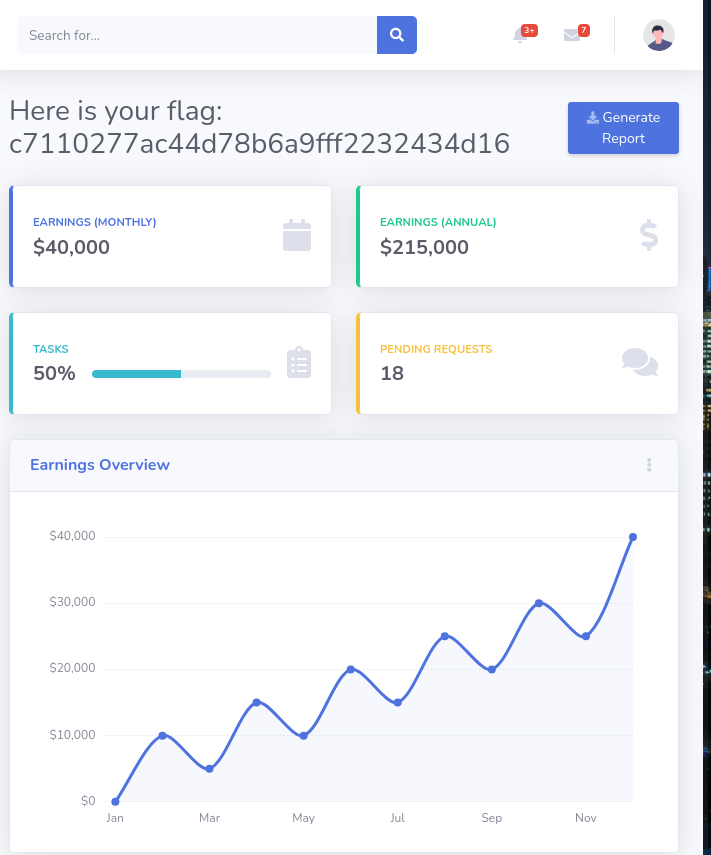 Search for...
3+
7
Here is your flag:
c7110277ac44d78b6a9fff2232434d16
Generate
Report
EARNINGS (MONTHLY)
$40,000
EARNINGS (ANNUAL)
$215,000
TASKS
50%
PENDING REQUESTS
18
Earnings Overview
$40,000
$30,000
$20,000
$10,000
$0
Jan Mar May Jul Sep Nov